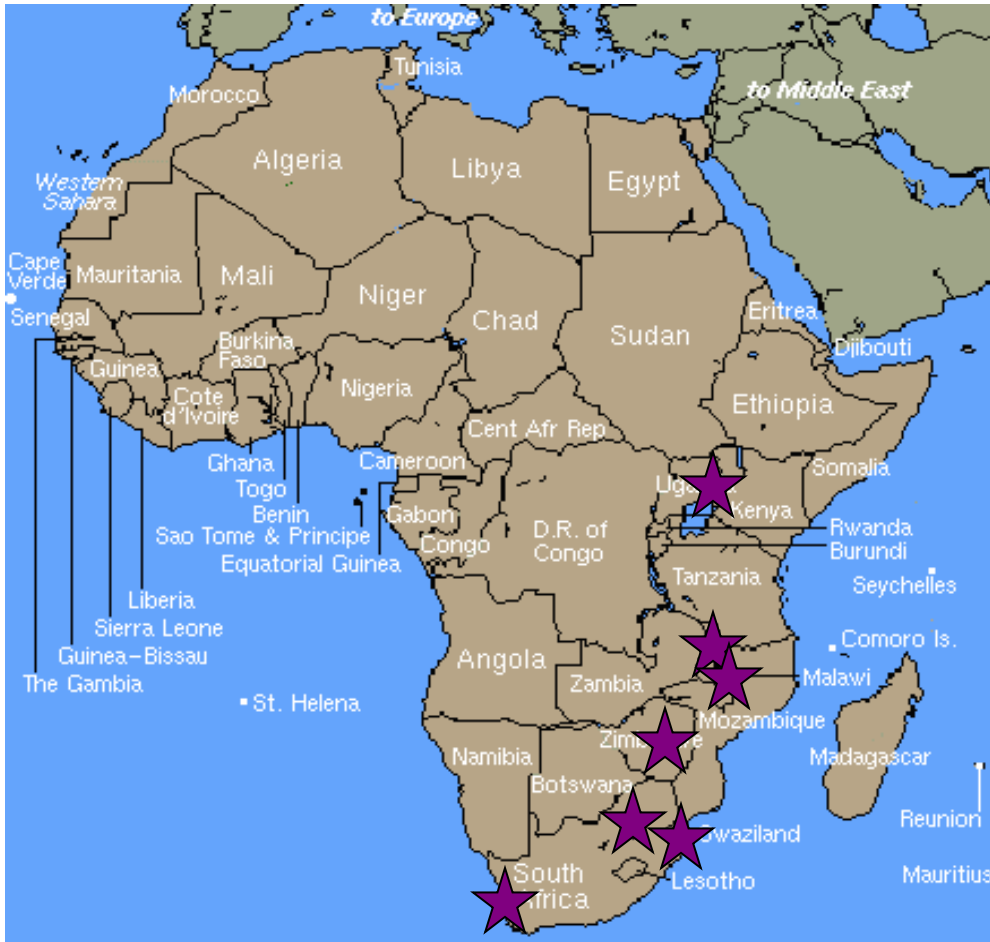 to Europe
Tunisia
to Middle East
Morocco
Algeria
Libya
Egypt
Western
Sahara
Cape
Verde
Mauritania
Mali
Niger
Chad
Sudan
Eritrea
Senegal
Burkina
Faso
Djibouti
Guinea
Nigeria
Cote
d'Ivoire
Ethiopia
Cent Afr Rep
Ghana
Cameroon
Somalia
Togo
Benin
Gabon
Kenya
Sao Tome & Principe
Congo
D.R. of
Congo
Rwanda
Equatorial Guinea
Burundi
Tanzania
Seychelles
Liberia
Sierra Leone
Guinea-Bissau
The Gambia
Comoro Is.
Angola
Zambia
Malawi
St. Helena
Mozambique
Namibia
Madagascar
Botswana
Reunion
Swaziland
Mauritius
Lesotho
South